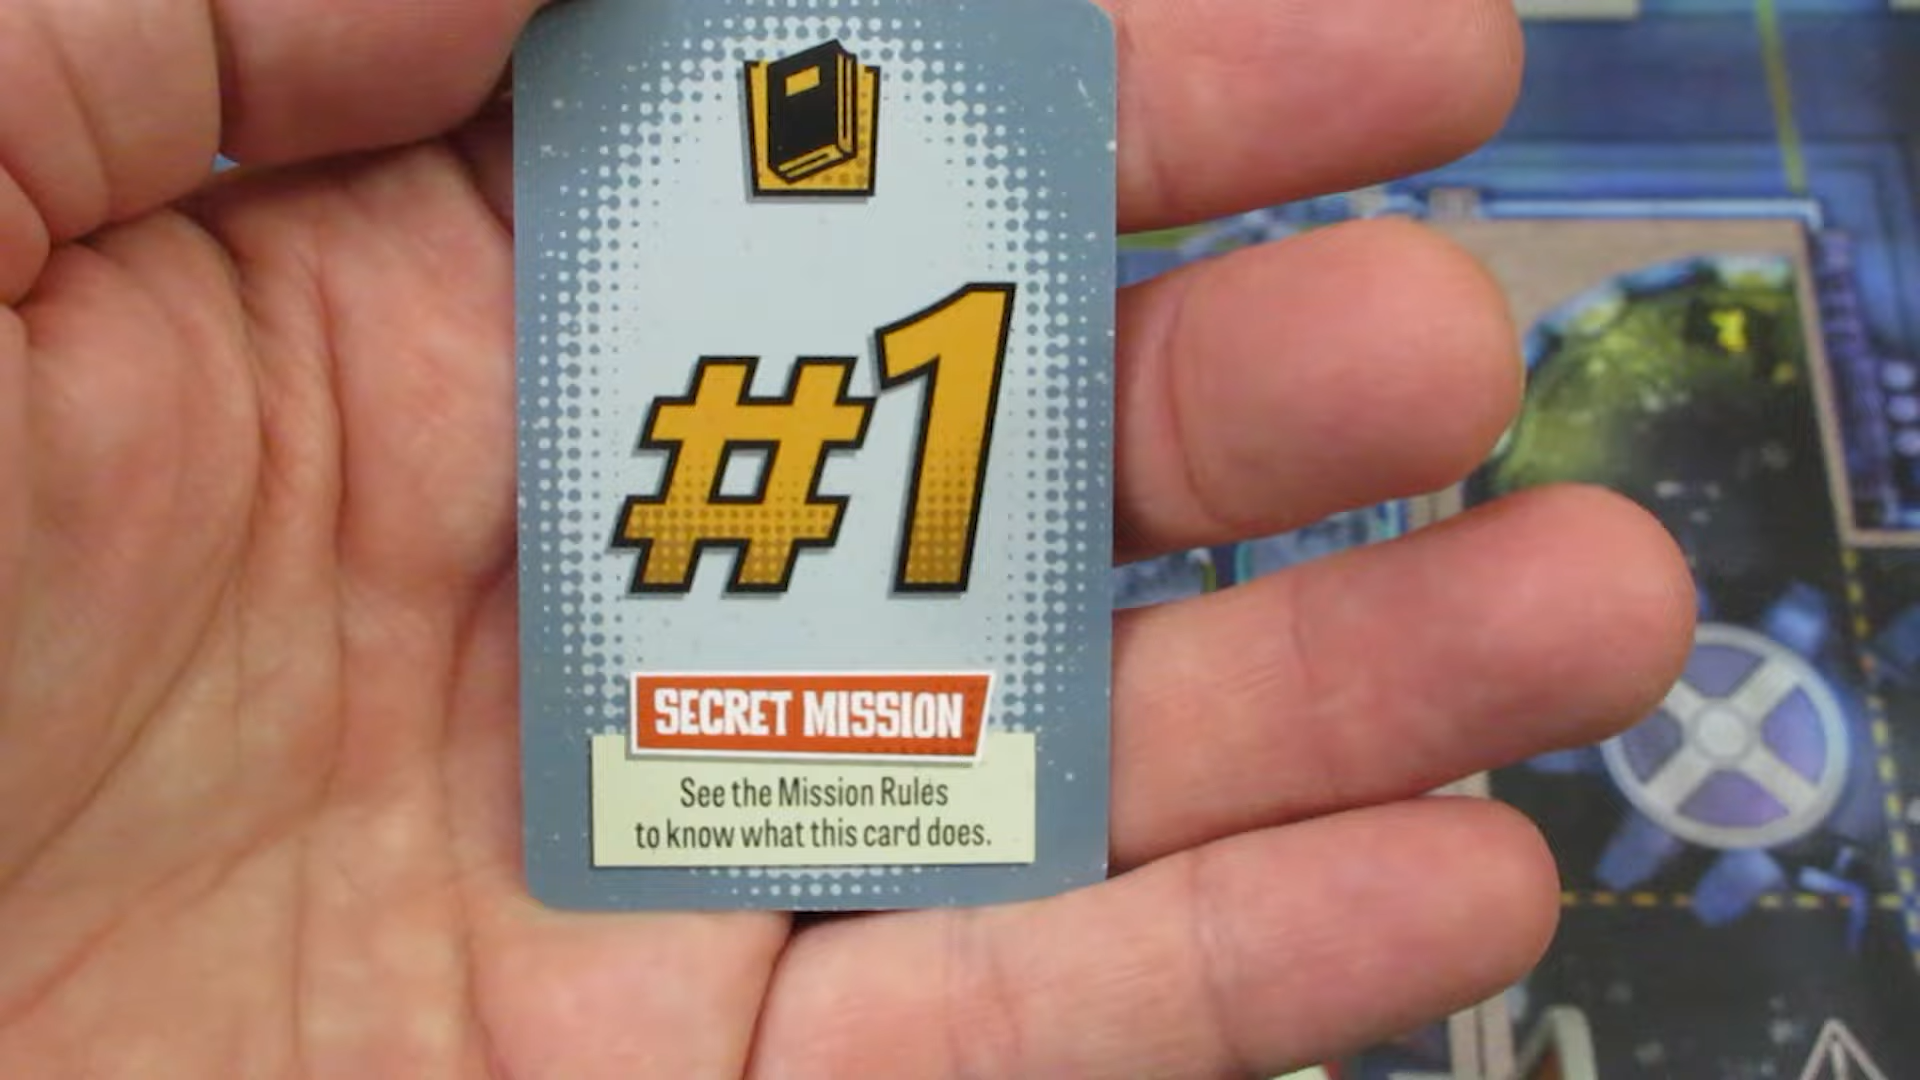 #1
SECRET MISSION
See the Mission Rules
to know what this card does.